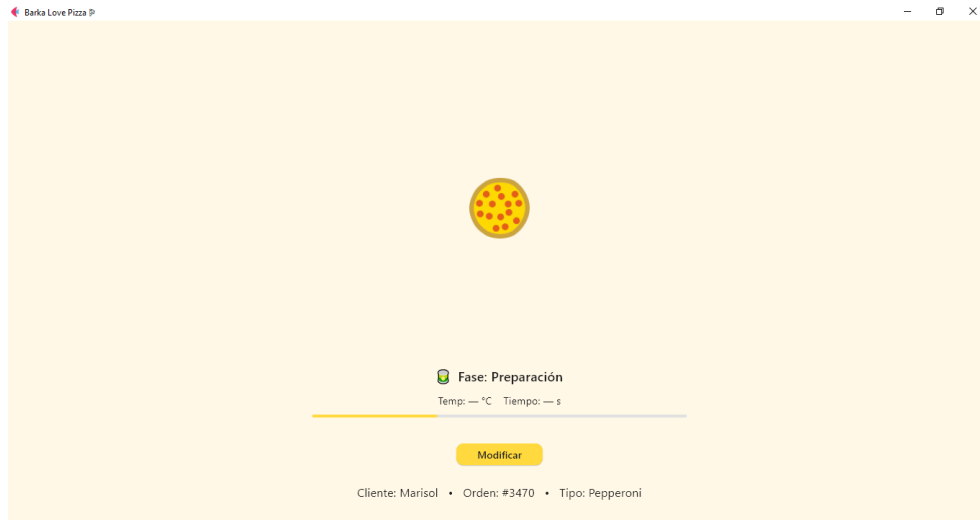 Barka Love Pizza
Fase: Preparación
Temp: — °C Tiempo: — s
Modificar
Cliente: Marisol • Orden: #3470 • Tipo: Pepperoni